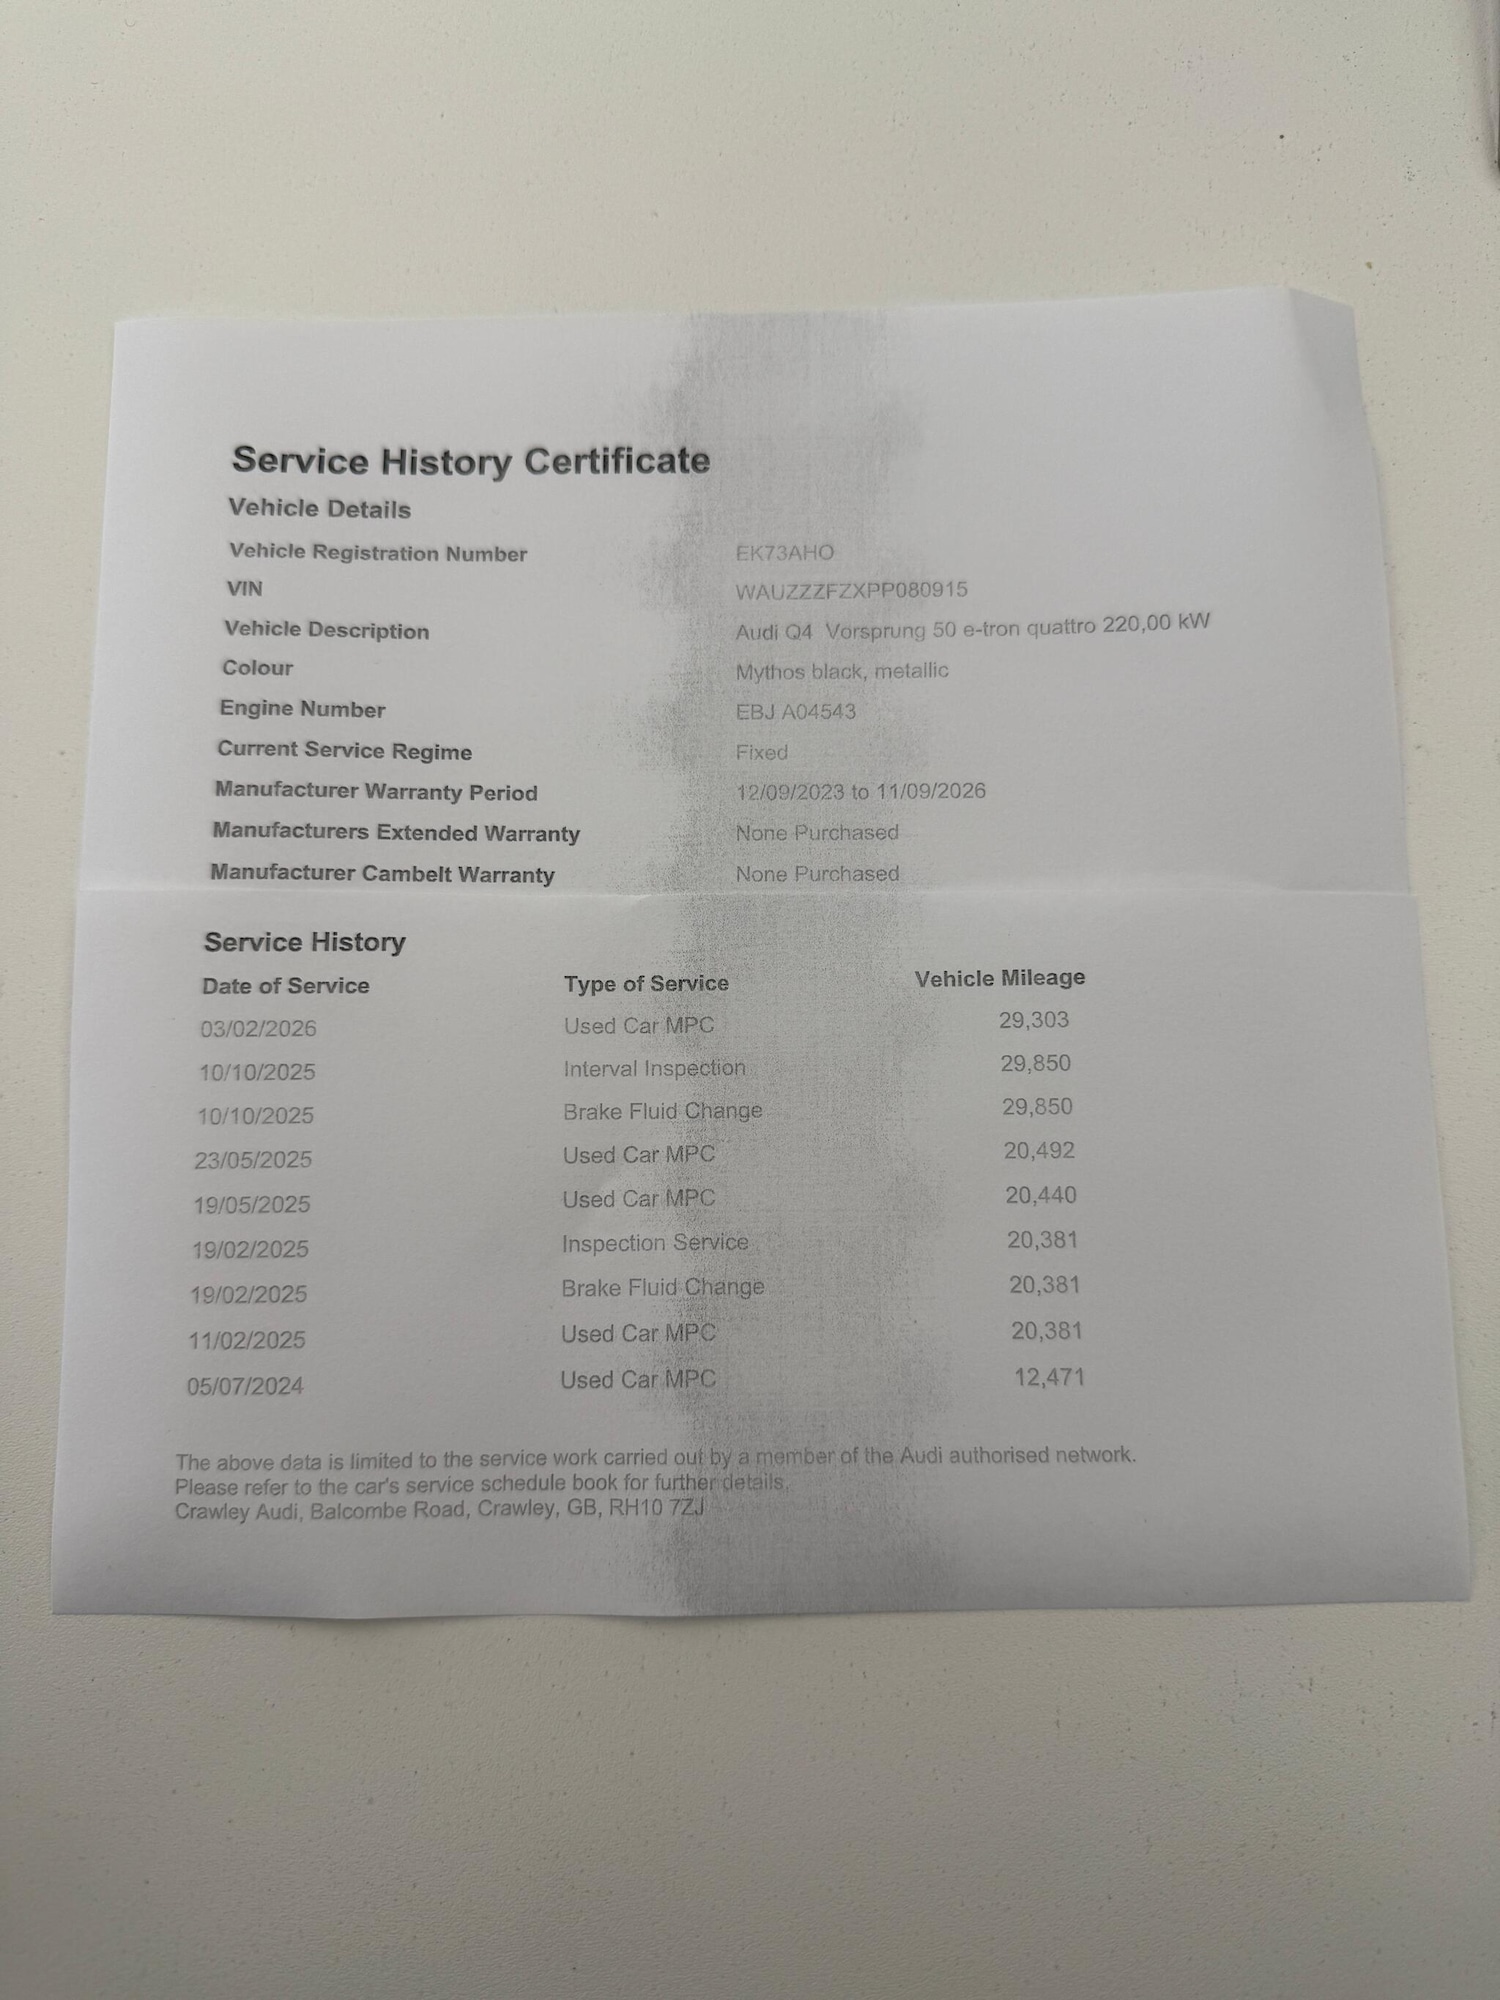 Service History Certificate
Vehicle Details
Vehicle Registration Number EK73AHO
VIN WAUZZZFZXPP080915
Vehicle Description Audi Q4 Vorsprung 50 e-tron quattro 220,00 kW
Colour Mythos black, metallic
Engine Number EBJ A04543
Current Service Regime Fixed
Manufacturer Warranty Period 12/09/2023 to 11/09/2026
Manufacturers Extended Warranty None Purchased
Manufacturer Cambelt Warranty None Purchased
Service History
Date of Service Type of Service Vehicle Mileage
03/02/2026 Used Car MPC 29,303
10/10/2025 Interval Inspection 29,850
10/10/2025 Brake Fluid Change 29,850
23/05/2025 Used Car MPC 20,492
19/05/2025 Used Car MPC 20,440
19/02/2025 Inspection Service 20,381
19/02/2025 Brake Fluid Change 20,381
11/02/2025 Used Car MPC 20,381
05/07/2024 Used Car MPC 12,471
The above data is limited to the service work carried out by a member of the Audi authorised network.
Please refer to the car's service schedule book for further details.
Crawley Audi, Balcombe Road, Crawley, GB, RH10 7ZJ